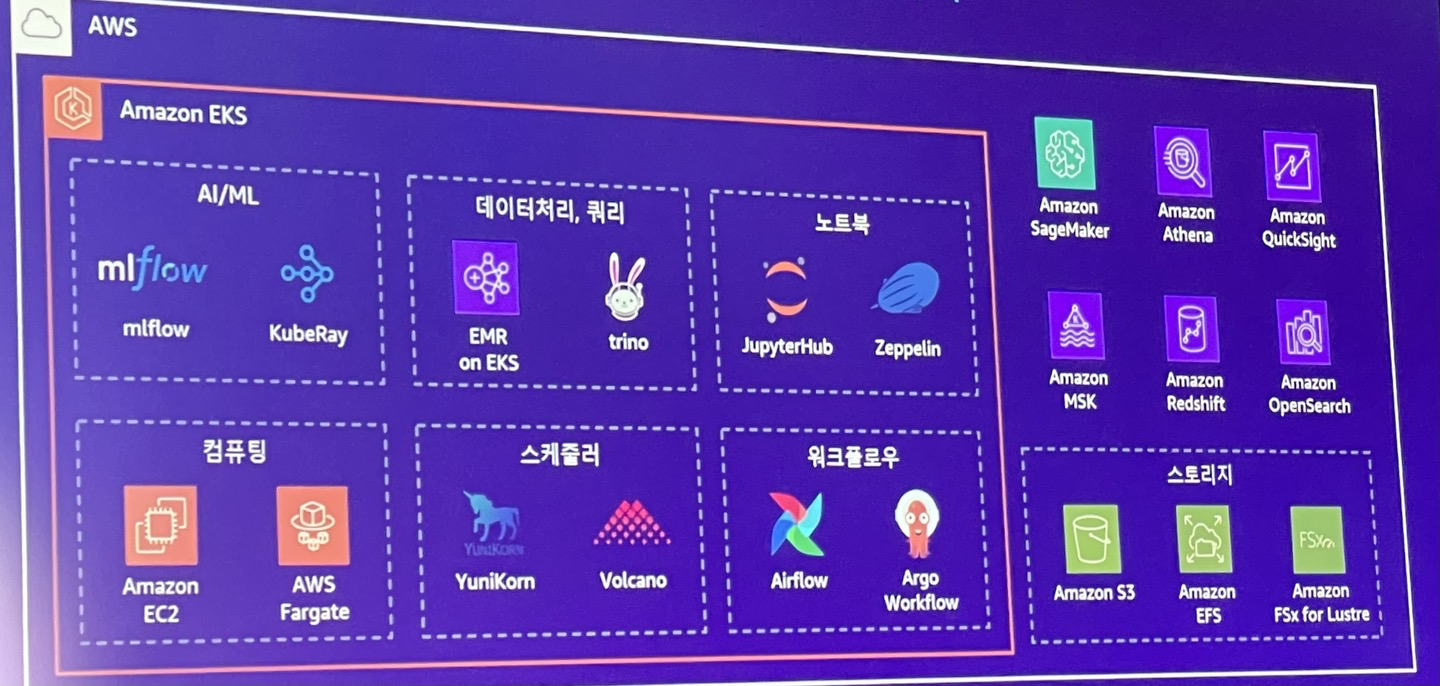 AWS
Amazon EKS
AI/ML
mlflow
mlflow
KubeRay
데이터처리, 쿼리
EMR
on EKS
trino
노트북
JupyterHub
Zeppelin
컴퓨팅
Amazon
EC2
AWS
Fargate
스케줄러
YUNIKORN
YuniKorn
Volcano
워크플로우
Airflow
Argo
Workflow
Amazon
SageMaker
Amazon
Athena
Amazon
QuickSight
Amazon
MSK
Amazon
Redshift
Amazon
OpenSearch
스토리지
Amazon S3
Amazon
EFS
FSx
Amazon
FSx for Lustre